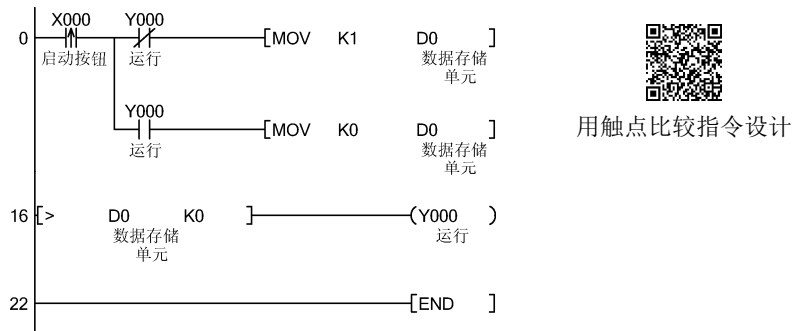 X000 Y000
0 [MOV K1 D0 ]
启动按钮 运行 数据存储
单元
Y000
[MOV K0 D0 ]
运行 数据存储
单元
16 [> D0 K0 ] (Y000 )
数据存储 运行
单元
22 [END ]
用触点比较指令设计